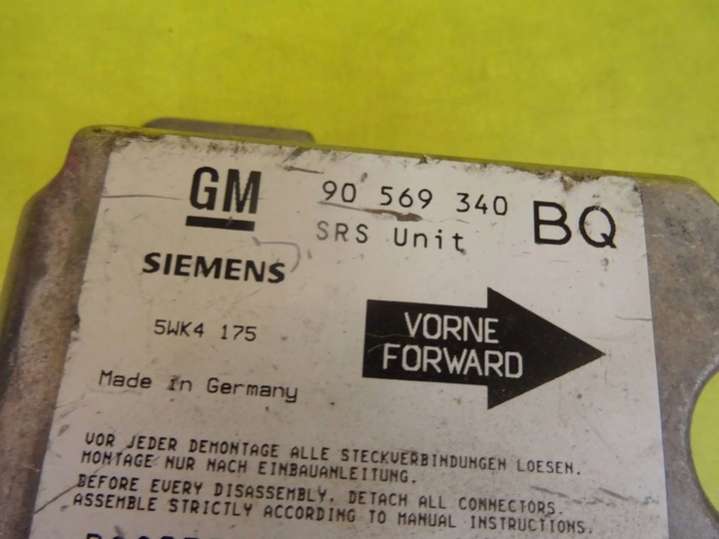 GM 90 569 340 BQ
SRS Unit
SIEMENS
5WK4 175
VORNE
FORWARD
Made in Germany
VOR JEDER DEMONTAGE ALLE STECKVERBINDUNGEN LOESEN.
MONTAGE NUR NACH EINBAUANLEITUNG.
BEFORE EVERY DISASSEMBLY, DETACH ALL CONNECTORS.
ASSEMBLE STRICTLY ACCORDING TO MANUAL INSTRUCTIONS.